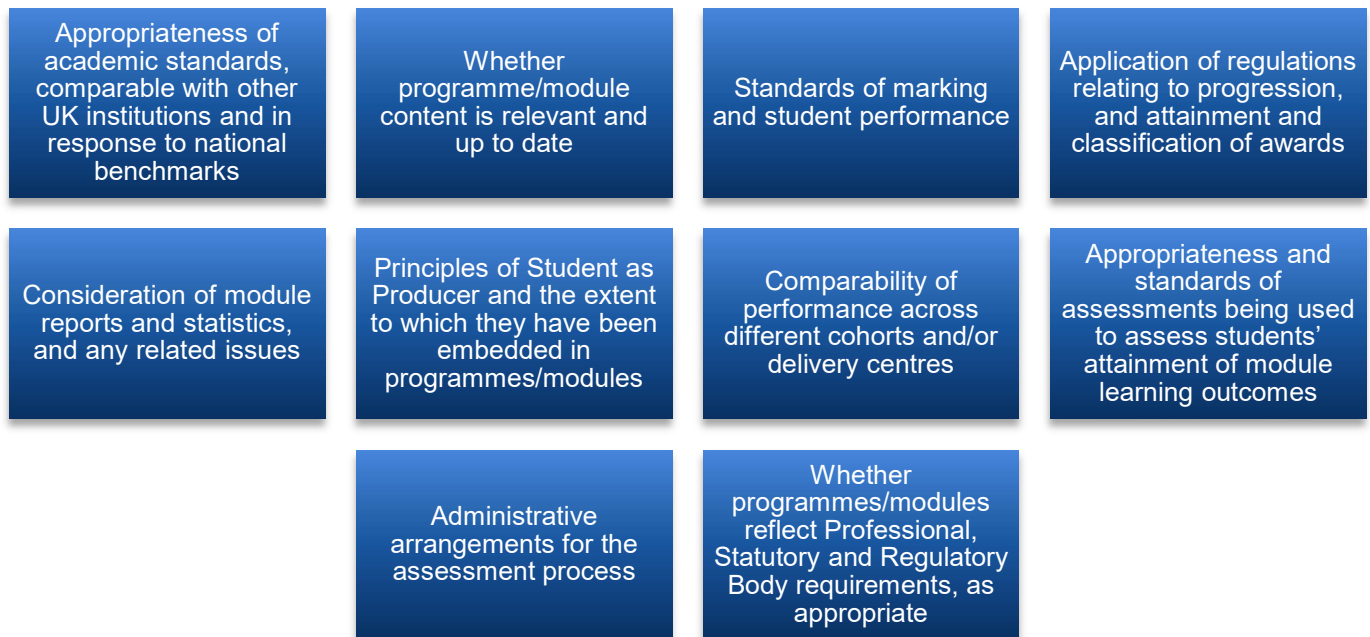 Appropriateness of
academic standards,
comparable with other
UK institutions and in
response to national
benchmarks
Whether
programme/module
content is relevant and
up to date
Standards of marking
and student performance
Application of regulations
relating to progression,
and attainment and
classification of awards
Consideration of module
reports and statistics,
and any related issues
Principles of Student as
Producer and the extent
to which they have been
embedded in
programmes/modules
Comparability of
performance across
different cohorts and/or
delivery centres
Appropriateness and
standards of
assessments being used
to assess students’
attainment of module
learning outcomes
Administrative
arrangements for the
assessment process
Whether
programmes/modules
reflect Professional,
Statutory and Regulatory
Body requirements, as
appropriate